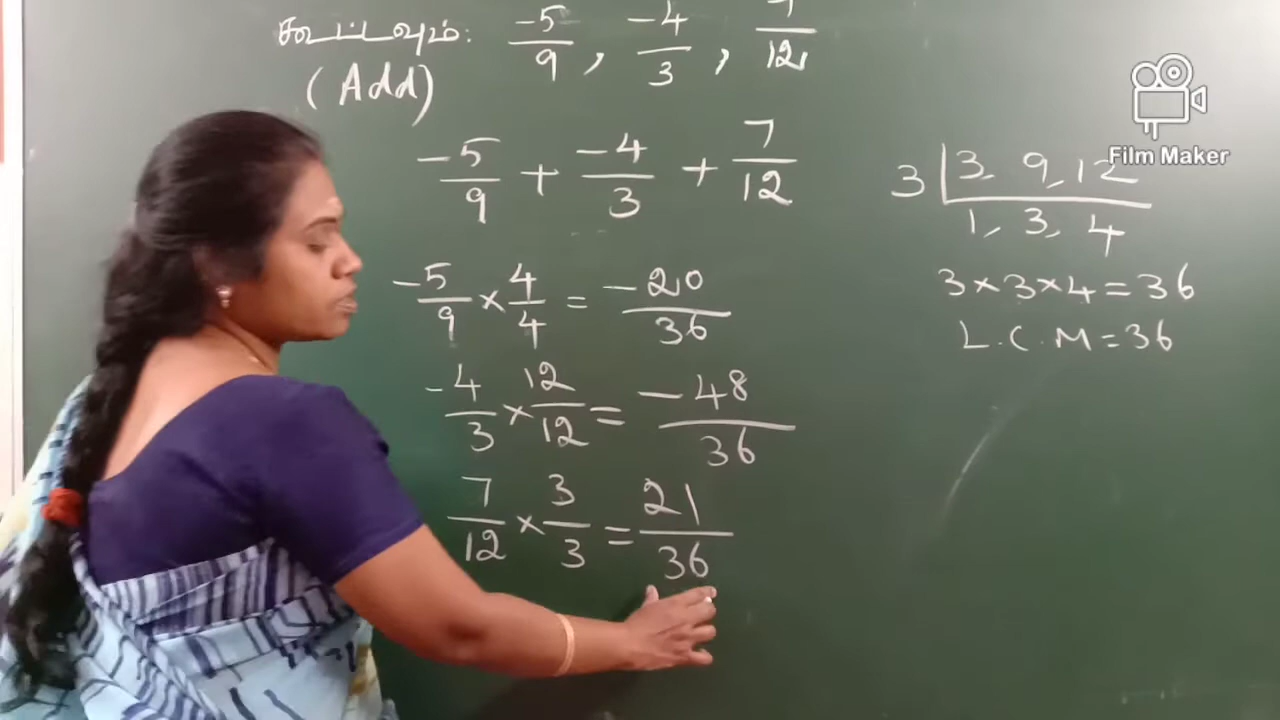 கூட்டவும்: -5/9, -4/3, 7/12,
(Add)
-5/9 + -4/3 + 7/12
-5/9 × 4/4 = -20/36
-4/3 × 12/12 = -48/36
7/12 × 3/3 = 21/36
3 | 3, 9, 12
1, 3, 4
3×3×4=36
L.C.M=36
Film Maker